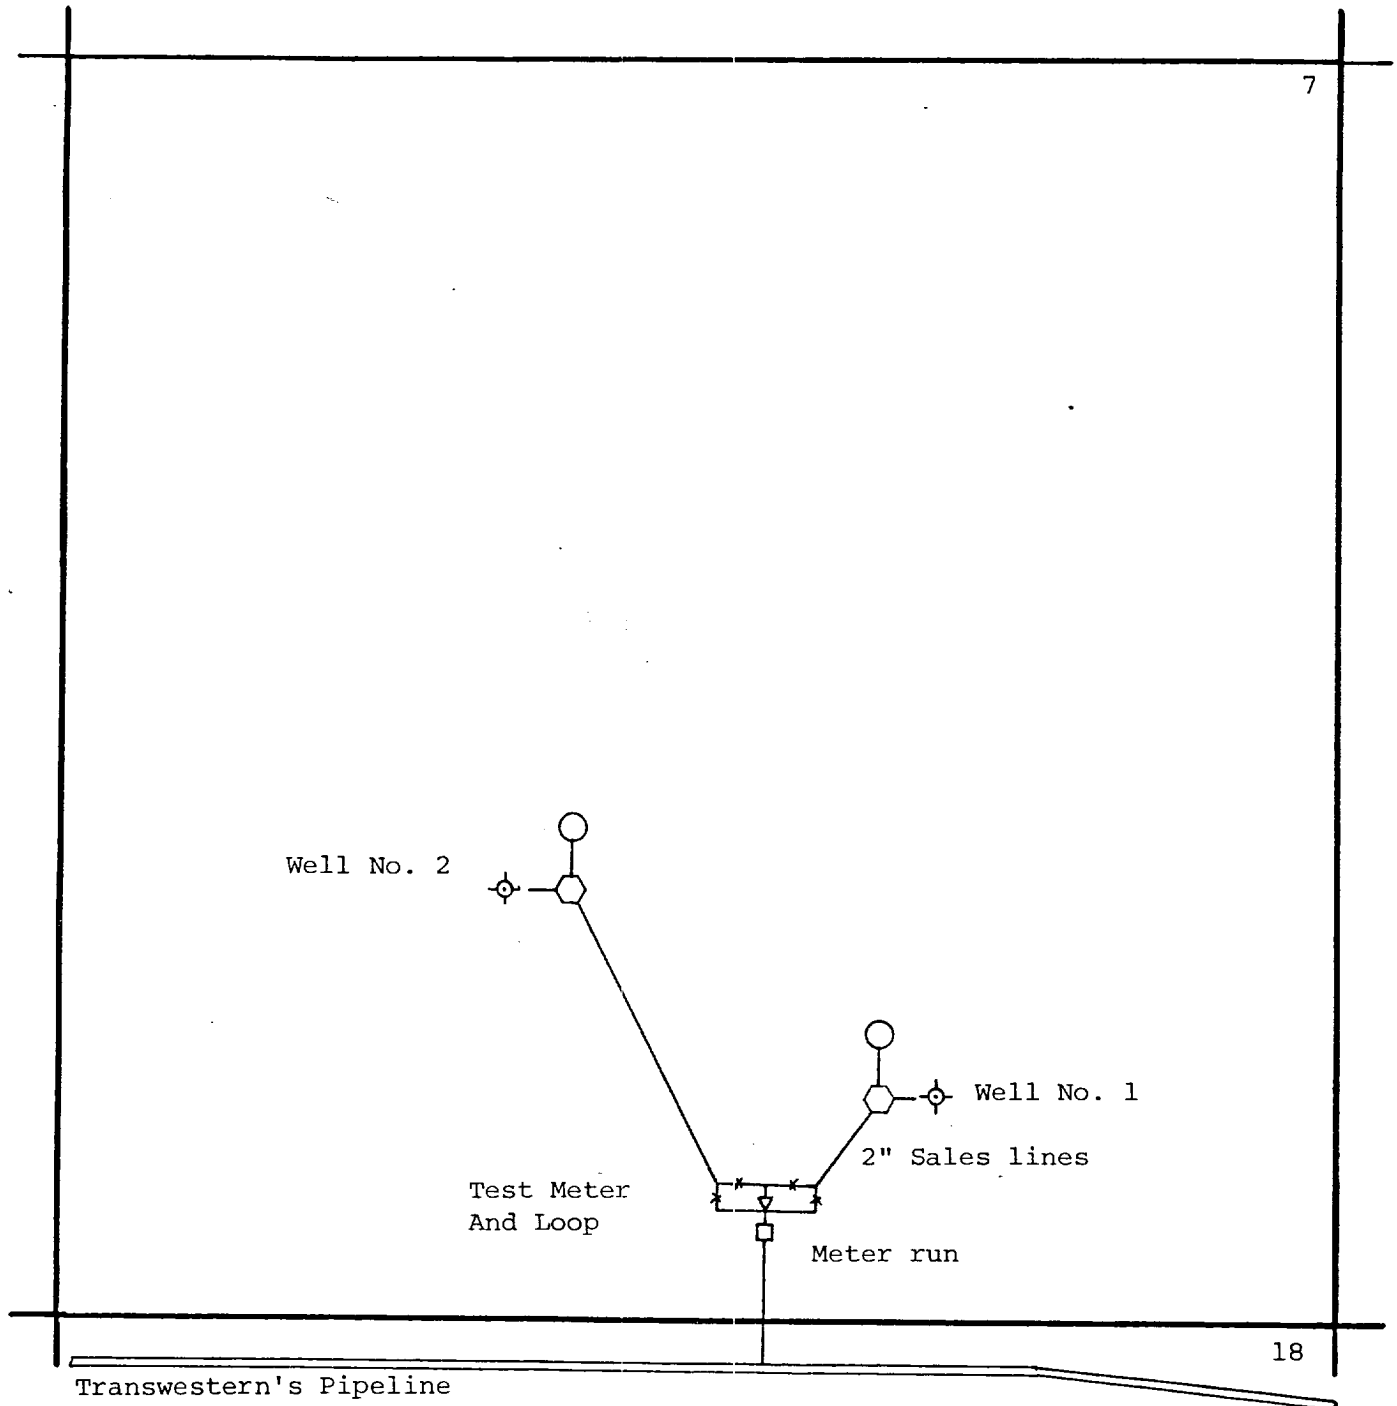 7
Well No. 2
Well No. 1
2" Sales lines
Test Meter
And Loop
Meter run
18
Transwestern's Pipeline